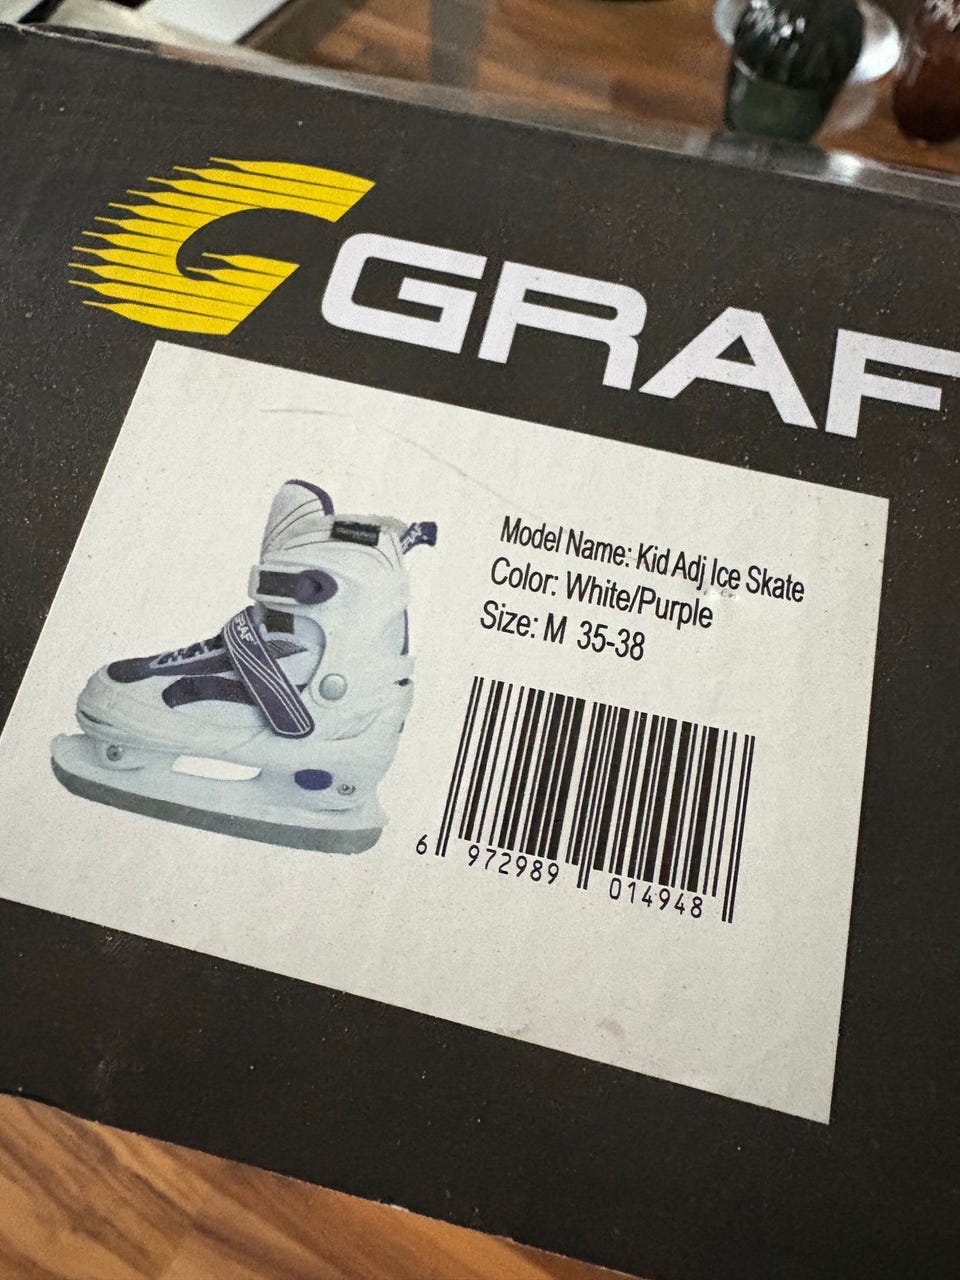 GRAF
Model Name: Kid Adj Ice Skate
Color: White/Purple
Size: M 35-38
6 972989 014948